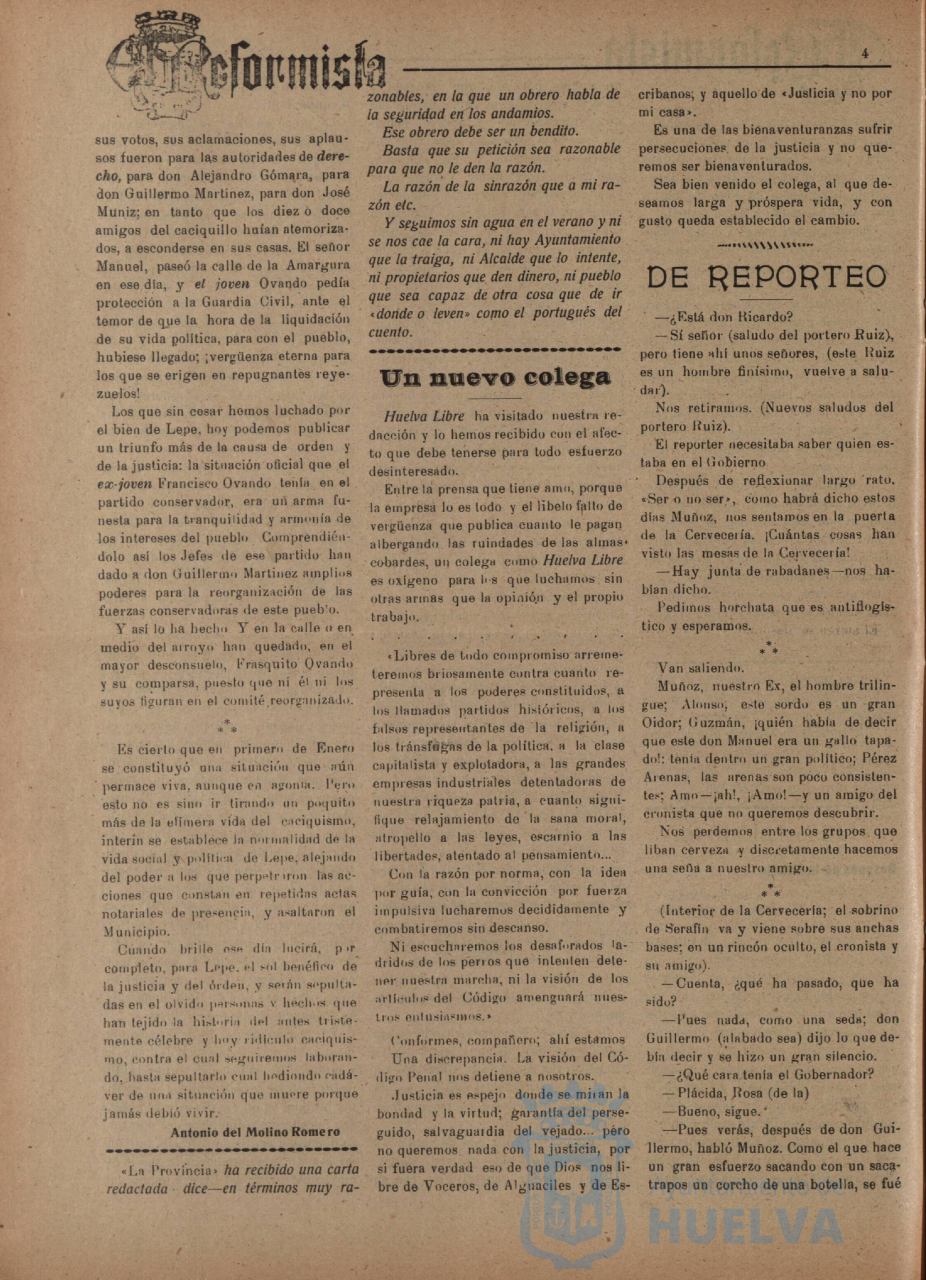 Reformista
4
sus votos, sus aclamaciones, sus aplau-
sos fueron para las autoridades de dere-
cho, para don Alejandro Gómara, para
don Guillermo Martinez, para don José
Muniz; en tanto que los diez o doce
amigos del caciquillo huían atemoriza-
dos, a esconderse en sus casas. El señor
Manuel, paseó la calle de la Amargura
en ese día, y el joven Ovando pedía
protección a la Guardia Civil, ante el
temor de que la hora de la liquidación
de su vida política, para con el pueblo,
hubiese llegado; ¡vergüenza eterna para
los que se erigen en repugnantes reye-
zuelos!
Los que sin cesar hemos luchado por
el bien de Lepe, hoy podemos publicar
un triunfo más de la causa de orden y
de la justicia: la situación oficial que el
ex-joven Francisco Ovando tenía en el
partido conservador, era un arma fu-
nesta para la tranquilidad y armonía de
los intereses del pueblo Comprendién-
dolo así los Jefes de ese partido han
dado a don Guillermo Martinez amplios
poderes para la reorganización de las
fuerzas conservadoras de este pueblo.
Y así lo ha hecho Y en la calle o en
medio del arroyo han quedado, en el
mayor desconsuelo, Frasquito Ovando
y su comparsa, puesto que ni él ni los
suyos figuran en el comité reorganizado.
***
Es cierto que en primero de Enero
se constituyó una situación que aún
permace viva, aunque en agonía. Pero
esto no es sino ir tirando un poquito
más de la efímera vida del caciquismo,
interin se establece la normalidad de la
vida social y política de Lepe, alejando
del poder a los que perpetraron las ac-
ciones que constan en repetidas actas
notariales de presencia, y asaltaron el
Municipio.
Cuando brille ese día lucirá, por
completo, para Lepe, el sol benéfico de
la justicia y del órden, y serán sepulta-
das en el olvido personas y hechos que
han tejido la historia del antes triste-
mente célebre y hoy ridículo caciquis-
mo, contra el cual seguiremos laboran-
do, hasta sepultarlo cual hediondo cadá-
ver de una situación que muere porque
jamás debió vivir.
Antonio del Molino Romero
«La Província» ha recibido una carta
redactada dice—en términos muy ra-
zonables, en la que un obrero habla de
la seguridad en los andamios.
Ese obrero debe ser un bendito.
Basta que su petición sea razonable
para que no le den la razón.
La razón de la sinrazón que a mi ra-
zón etc.
Y seguimos sin agua en el verano y ni
se nos cae la cara, ni hay Ayuntamiento
que la traiga, ni Alcalde que lo intente,
ni propietarios que den dinero, ni pueblo
que sea capaz de otra cosa que de ir
«donde o leven» como el portugués del
cuento.
Un nuevo colega
Huelva Libre ha visitado nuestra re-
dacción y lo hemos recibido con el afec-
to que debe tenerse para todo esfuerzo
desinteresado.
Entre la prensa que tiene amo, porque
la empresa lo es todo y el libelo falto de
vergüenza que publica cuanto le pagan
albergando las ruindades de las almas
cobardes, un colega como Huelva Libre
es oxígeno para los que luchamos sin
otras armas que la opinión y el propio
trabajo.
. . . . . . . . . .
«Libres de todo compromiso arreme-
teremos briosamente contra cuanto re-
presenta a los poderes constituidos, a
los llamados partidos históricos, a los
falsos representantes de la religión, a
los tránsfugas de la política, a la clase
capitalista y explotadora, a las grandes
empresas industriales detentadoras de
nuestra riqueza patria, a cuanto signi-
fique relajamiento de la sana moral,
atropello a las leyes, escarnio a las
libertades, atentado al pensamiento...
Con la razón por norma, con la idea
por guía, con la convicción por fuerza
impulsiva lucharemos decididamente y
combatiremos sin descanso.
Ni escucharemos los desaforados la-
dridos de los perros que intenten dete-
ner nuestra marcha, ni la visión de los
artículos del Código amenguará nues-
tros entusiasmos.»
Conformes, compañero; ahí estamos
Una discrepancia. La visión del Có-
digo Penal nos detiene a nosotros.
Justicia es espejo donde se miran la
bondad y la virtud; garantía del perse-
guido, salvaguardia del vejado... pero
no queremos nada con la justicia, por
si fuera verdad eso de que Dios nos li-
bre de Voceros, de Alguaciles y de Es-
cribanos; y aquello de «Justicia y no por
mi casa».
Es una de las bienaventuranzas sufrir
persecuciones de la justicia y no que-
remos ser bienaventurados.
Sea bien venido el colega, al que de-
seamos larga y próspera vida, y con
gusto queda establecido el cambio.
DE REPORTEO
—¿Está don Ricardo?
—Sí señor (saludo del portero Ruiz),
pero tiene ahí unos señores, (este Ruiz
es un hombre finísimo, vuelve a salu-
dar).
Nos retiramos. (Nuevos saludos del
portero Ruiz).
El reporter necesitaba saber quien es-
taba en el Gobierno
Después de reflexionar largo rato.
«Ser o no ser», como habrá dicho estos
días Muñoz, nos sentamos en la puerta
de la Cervecería. ¡Cuántas cosas han
visto las mesas de la Cervecería!
—Hay junta de rabadanes—nos ha-
bían dicho.
Pedimos horchata que es antiflogís-
tico y esperamos.
***
Van saliendo.
Muñoz, nuestro Ex, el hombre trilin-
gue; Alonso, este sordo es un gran
Oidor; Guzmán, ¡quién había de decir
que este don Manuel era un gallo tapa-
do!: tenía dentro un gran político; Pérez
Arenas, las arenas son poco consisten-
tes; Amo—¡ah!, ¡Amo!—y un amigo del
cronista que no queremos descubrir.
Nos perdemos entre los grupos que
liban cerveza y discretamente hacemos
una seña a nuestro amigo.
***
(Interior de la Cervecería; el sobrino
de Serafín va y viene sobre sus anchas
bases; en un rincón oculto, el cronista y
su amigo).
—Cuenta, ¿qué ha pasado, que ha
sido?
—Pues nada, como una seda; don
Guillermo (alabado sea) dijo lo que de-
bía decir y se hizo un gran silencio.
—¿Qué cara tenía el Gobernador?
—Plácida, Rosa (de la)
—Bueno, sigue.
—Pues verás, después de don Gui-
llermo, habló Muñoz. Como el que hace
un gran esfuerzo sacando con un saca-
trapos un corcho de una botella, se fué
HUELVA